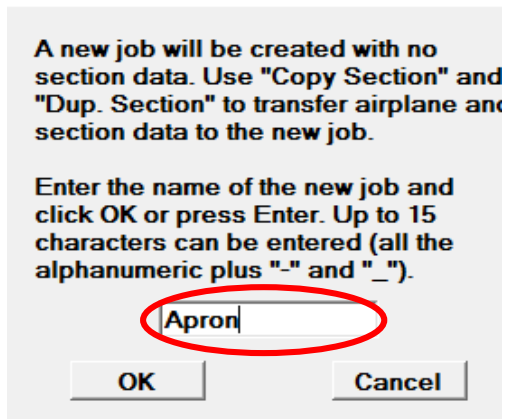 A new job will be created with no
section data. Use "Copy Section" and
"Dup. Section" to transfer airplane and
section data to the new job.
Enter the name of the new job and
click OK or press Enter. Up to 15
characters can be entered (all the
alphanumeric plus "-" and "_").
Apron
OK Cancel